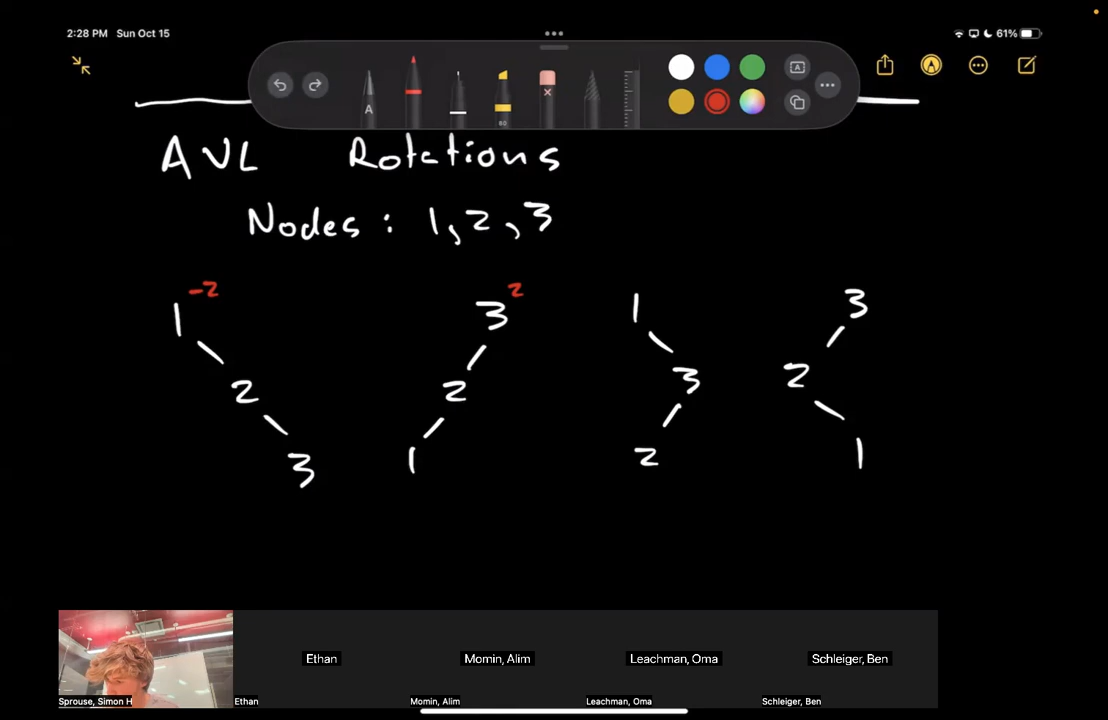 2:28 PM Sun Oct 15
61%
A
80
A
AVL Rotations
Nodes: 1, 2, 3
1 -2
3 2
1
3
2
2
3
2
3
1
2
1
Ethan
Momin, Alim
Leachman, Oma
Schleiger, Ben
Sprouse, Simon H
Ethan
Momin, Alim
Leachman, Oma
Schleiger, Ben